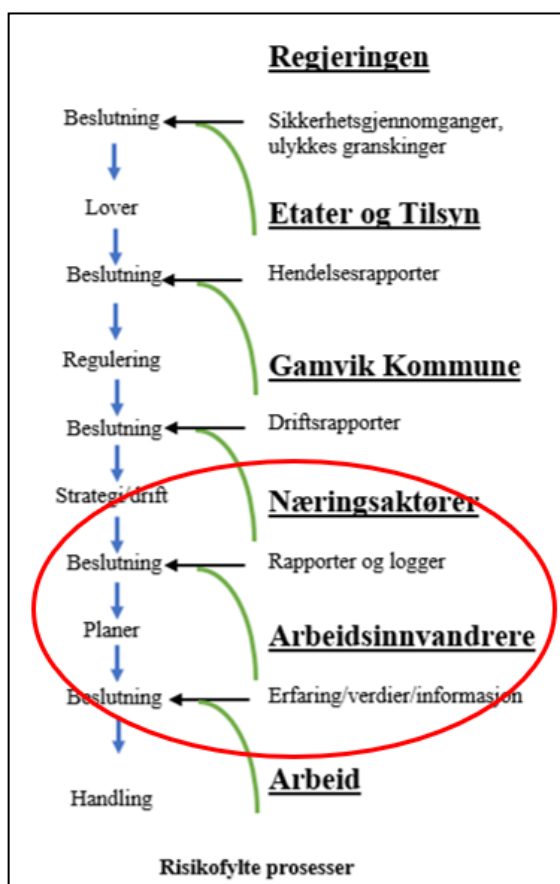 Regjeringen
Beslutning
Sikkerhetsgjennomganger,
ulykkes granskinger
Lover
Etater og Tilsyn
Beslutning
Hendelsesrapporter
Regulering
Gamvik Kommune
Beslutning
Driftsrapporter
Strategi/drift
Næringsaktører
Beslutning
Rapporter og logger
Planer
Arbeidsinnvandrere
Beslutning
Erfaring/verdier/informasjon
Arbeid
Handling
Risikofylte prosesser